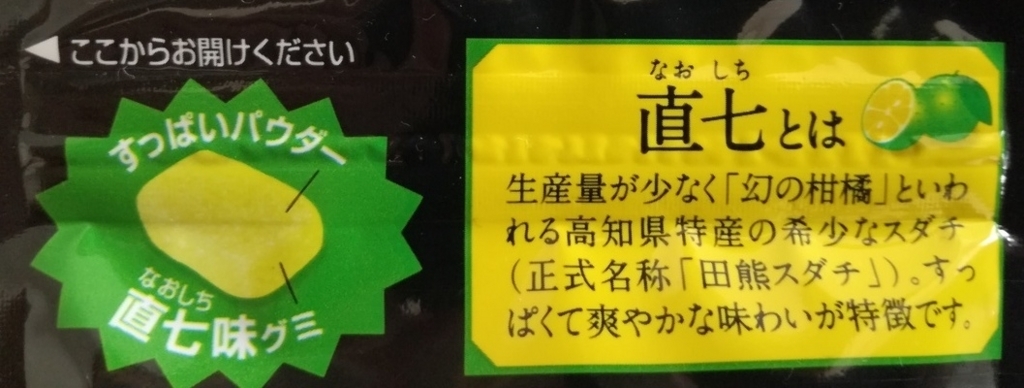 ◀ここからお開けください
すっぱいパウダー
なおしち
直七味グミ
なおしち
直七とは
生産量が少なく「幻の柑橘」といわ
れる高知県特産の希少なスダチ
(正式名称「田熊スダチ」)。すっ
ぱくて爽やかな味わいが特徴です。